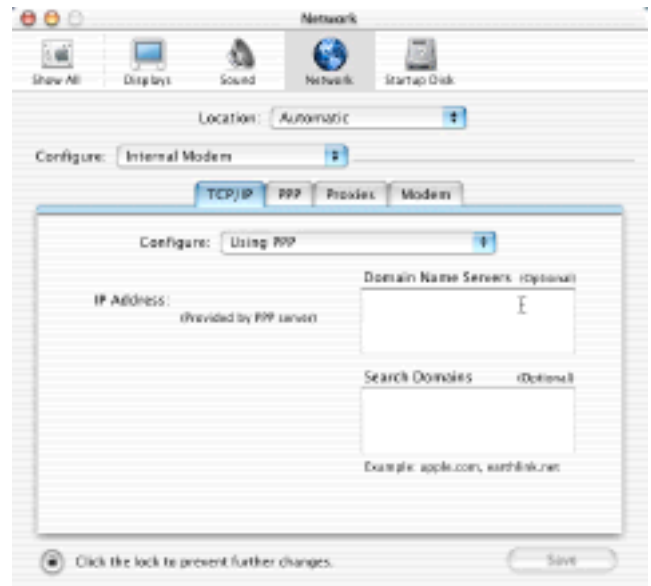 Network
Show All Displays Sound Network Startup Disk
Location: Automatic
Configure: Internal Modem
TCP/IP PPP Proxies Modem
Configure: Using PPP
Domain Name Servers (Optional)
IP Address:
(Provided by PPP server)
Search Domains (Optional)
Example: apple.com, earthlink.net
Click the lock to prevent further changes.
Save